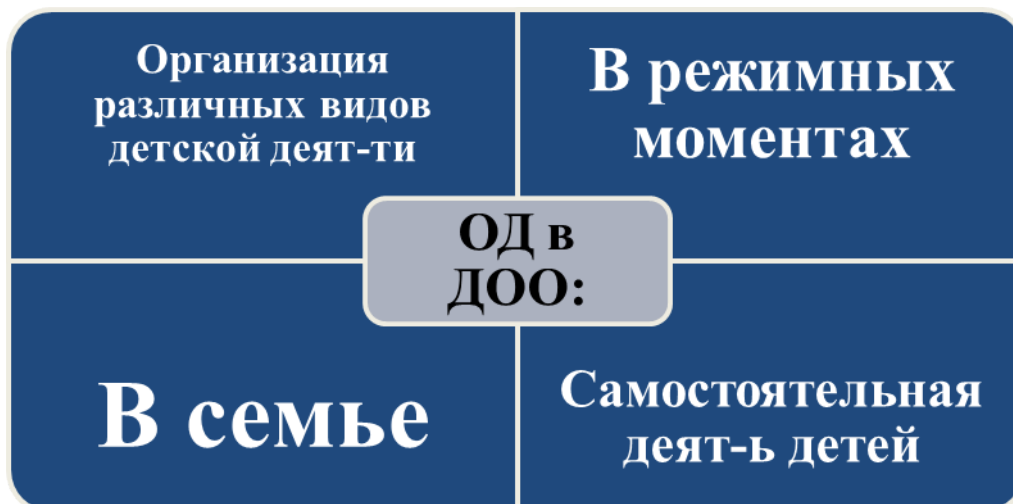 Организация
различных видов
детской деят-ти
В режимных
моментах
ОД в
ДОО:
В семье
Самостоятельная
деят-ь детей